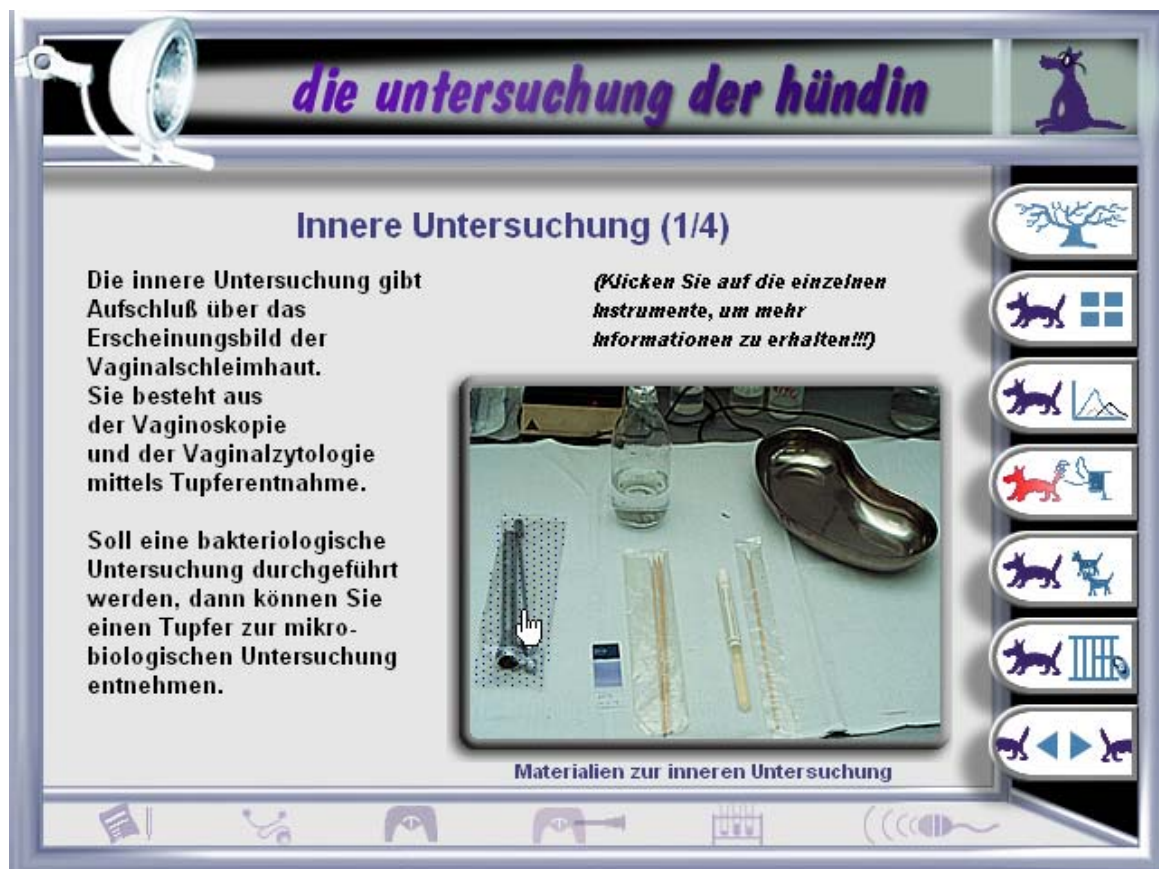 die untersuchung der hündin
Innere Untersuchung (1/4)
Die innere Untersuchung gibt
Aufschluß über das
Erscheinungsbild der
Vaginalschleimhaut.
Sie besteht aus
der Vaginoskopie
und der Vaginalzytologie
mittels Tupferentnahme.
Soll eine bakteriologische
Untersuchung durchgeführt
werden, dann können Sie
einen Tupfer zur mikro-
biologischen Untersuchung
entnehmen.
(Klicken Sie auf die einzelnen
Instrumente, um mehr
Informationen zu erhalten!!!)
Materialien zur inneren Untersuchung